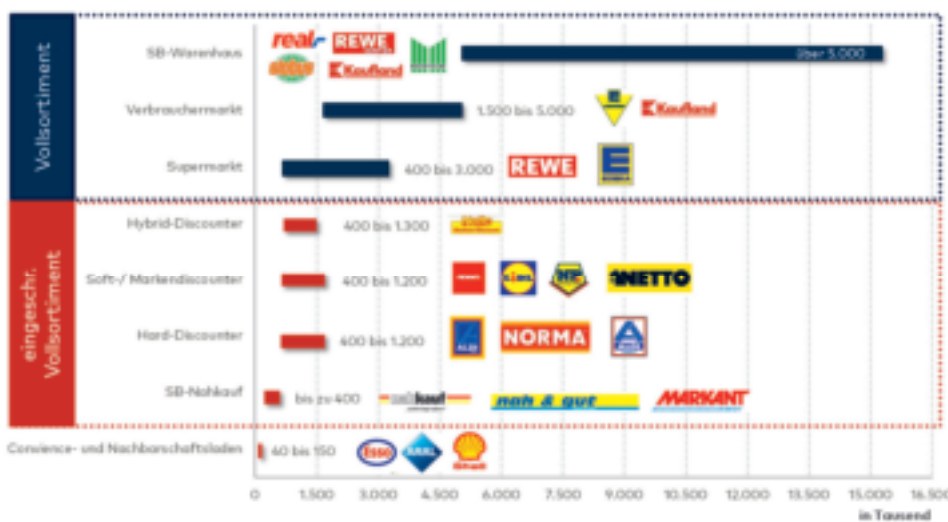 Vollsortiment
SB-Warenhaus
real,-
REWE
Kaufland
über 5.000
Verbrauchermarkt
1.500 bis 5.000
Kaufland
Supermarkt
400 bis 3.000
REWE
E
eingeschr.
Vollsortiment
Hybrid-Discounter
400 bis 1.300
Soft-/ Markendiscounter
400 bis 1.200
LIDL
NP
NETTO
Hard-Discounter
400 bis 1.200
ALDI
NORMA
A
SB-Nahkauf
bis zu 400
nah & gut
MARKANT
Convience- und Nachbarschaftsladen
40 bis 150
Esso
ARAL
Shell
0 1.500 3.000 4.500 6.000 7.500 9.000 10.500 12.000 13.500 15.000 16.500
in Tausend